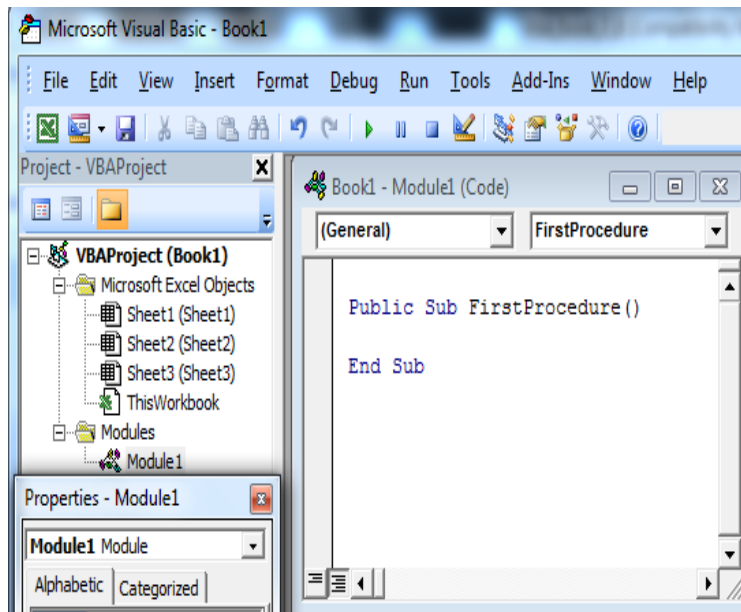 Microsoft Visual Basic - Book1
File Edit View Insert Format Debug Run Tools Add-Ins Window Help
Project - VBAProject
VBAProject (Book1)
Microsoft Excel Objects
Sheet1 (Sheet1)
Sheet2 (Sheet2)
Sheet3 (Sheet3)
ThisWorkbook
Modules
Module1
Properties - Module1
Module1 Module
Alphabetic Categorized
Book1 - Module1 (Code)
(General) FirstProcedure
Public Sub FirstProcedure()
End Sub